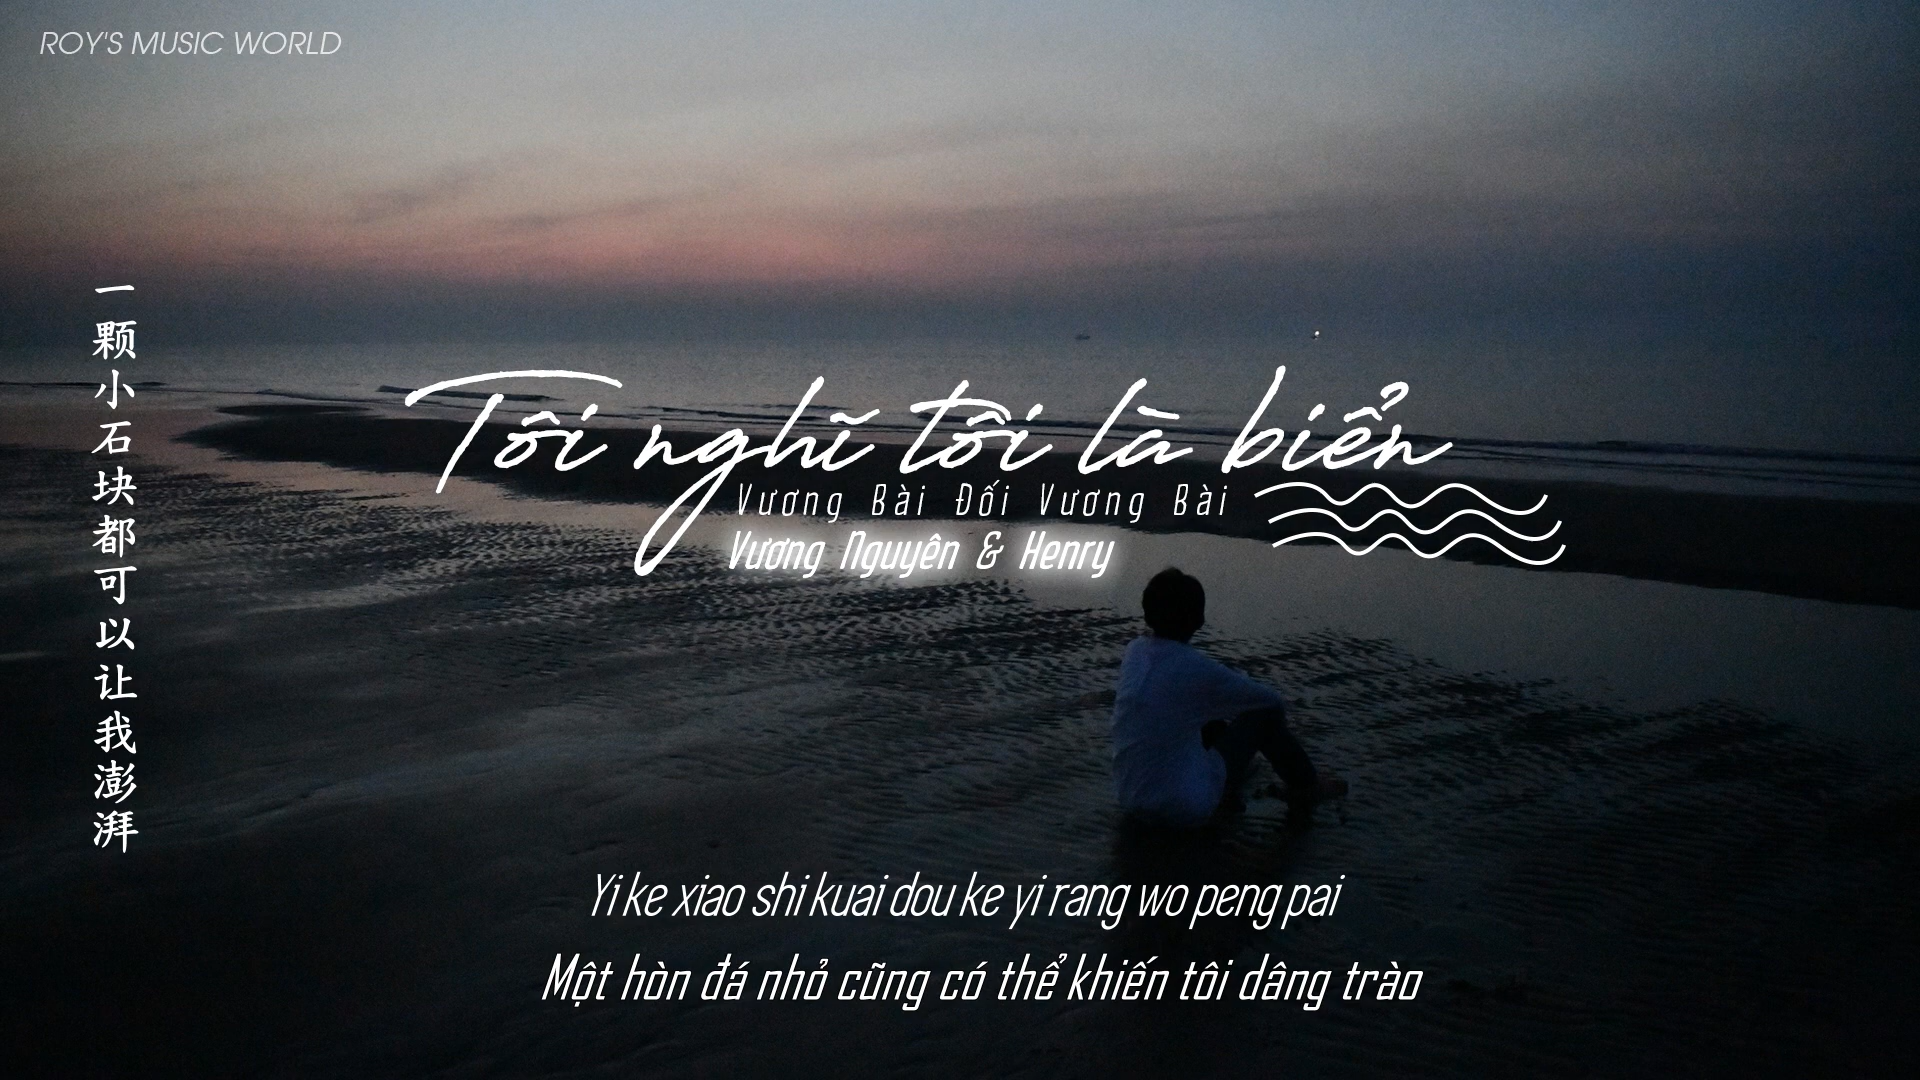 ROY'S MUSIC WORLD
一颗小石块都可以让我澎湃
Tôi nghĩ tôi là biển
Vương Bài Đối Vương Bài
Vương Nguyên & Henry
Yi ke xiao shi kuai dou ke yi rang wo peng pai
Một hòn đá nhỏ cũng có thể khiến tôi dâng trào